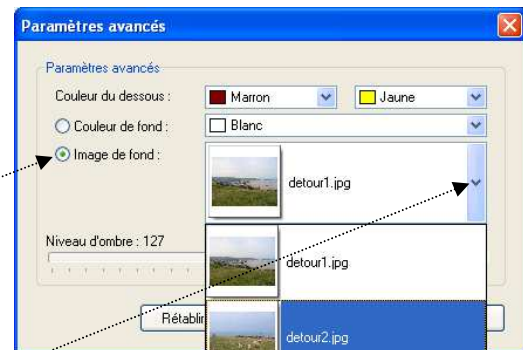 Paramètres avancés
Paramètres avancés
Couleur du dessous : Marron Jaune
Couleur de fond : Blanc
Image de fond : detour1.jpg
Niveau d'ombre : 127
detour1.jpg
Rétablir
detour2.jpg